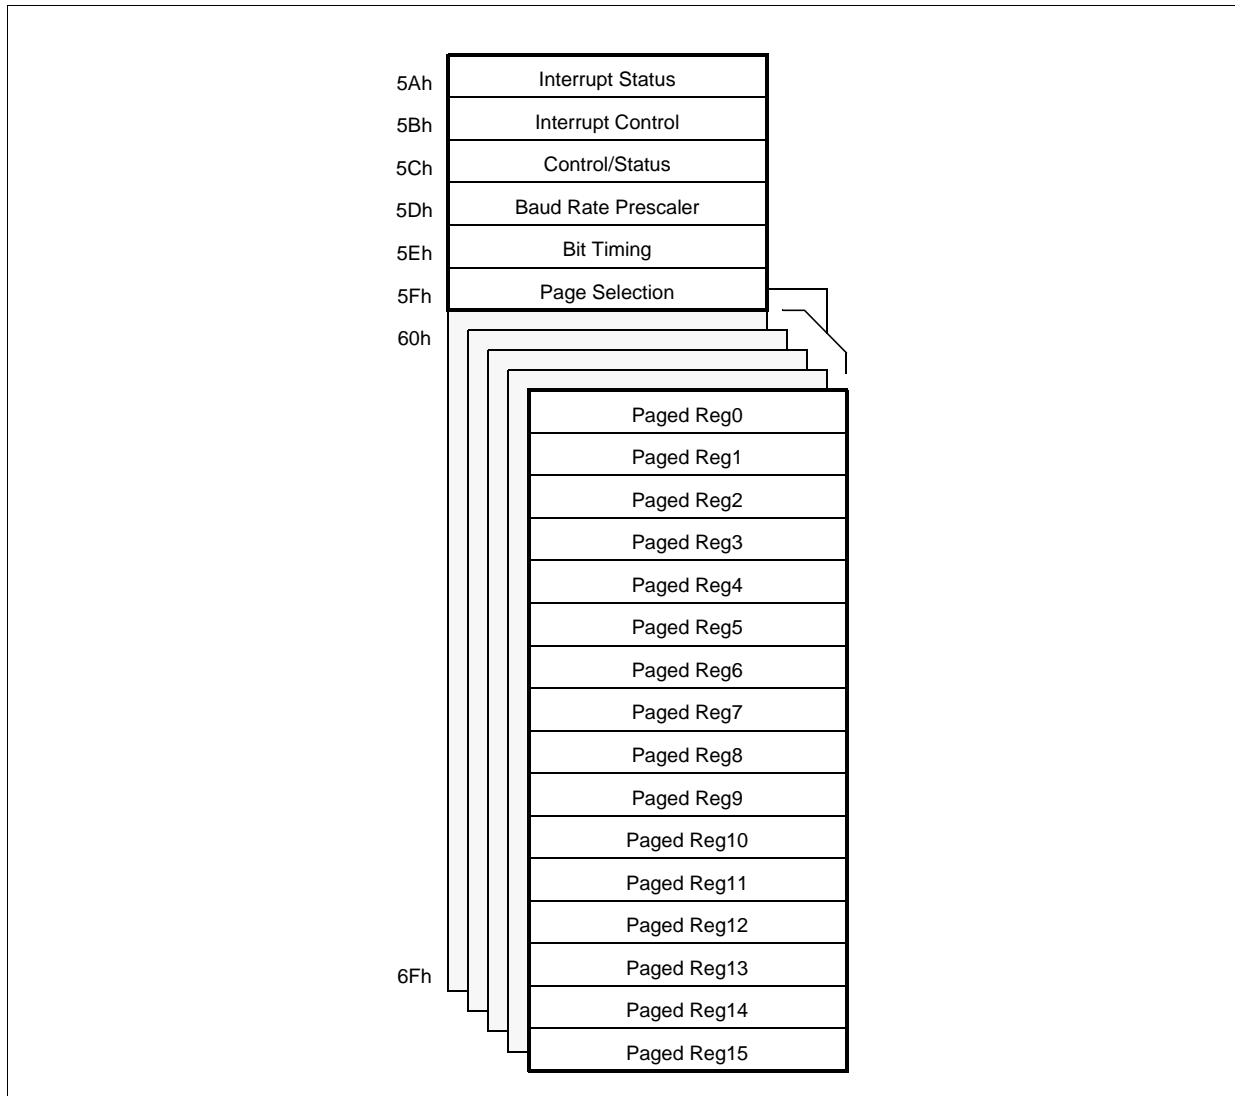 5Ah Interrupt Status
5Bh Interrupt Control
5Ch Control/Status
5Dh Baud Rate Prescaler
5Eh Bit Timing
5Fh Page Selection
60h
Paged Reg0
Paged Reg1
Paged Reg2
Paged Reg3
Paged Reg4
Paged Reg5
Paged Reg6
Paged Reg7
Paged Reg8
Paged Reg9
Paged Reg10
Paged Reg11
Paged Reg12
Paged Reg13
6Fh
Paged Reg14
Paged Reg15